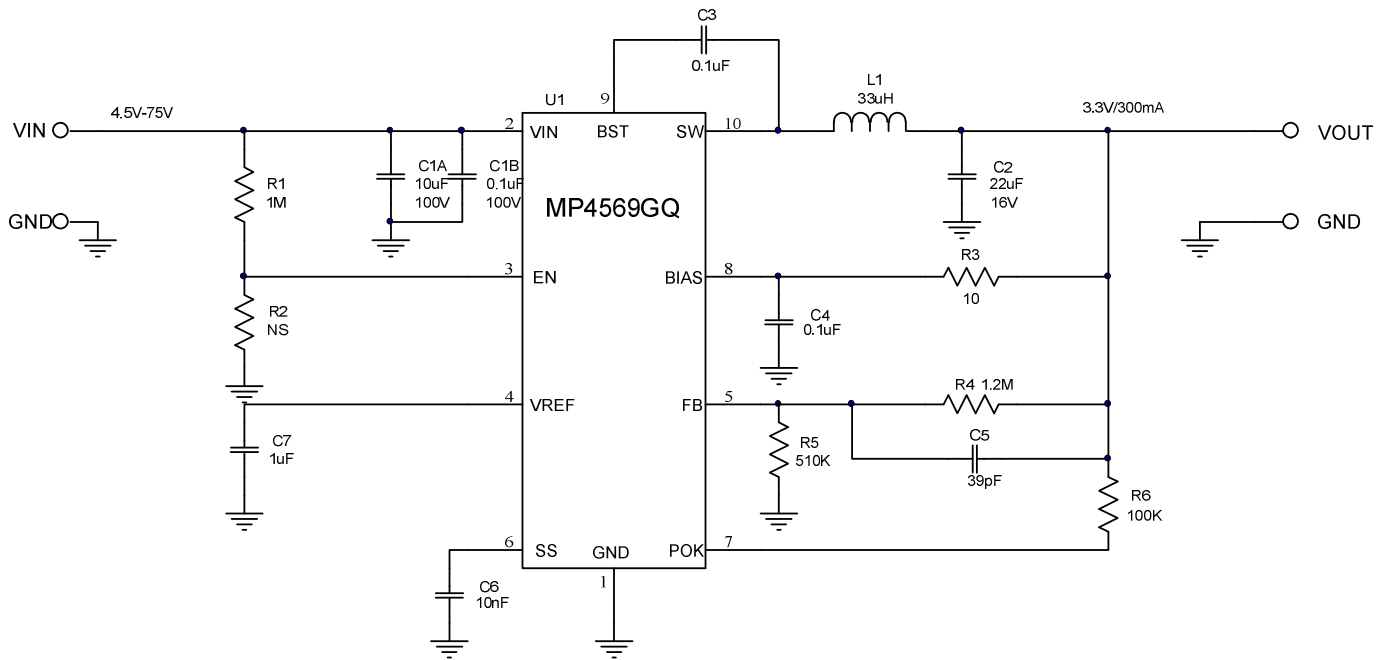 C3
0.1uF
4.5V-75V
U1
9
L1
33uH
3.3V/300mA
VIN
2
VIN
BST
SW
10
VOUT
R1
1M
C1A
10uF
100V
C1B
0.1uF
100V
MP4569GQ
C2
22uF
16V
GND
GND
3
EN
BIAS
8
R3
10
R2
NS
C4
0.1uF
4
VREF
FB
5
R4 1.2M
C7
1uF
R5
510K
C5
39pF
R6
100K
6
SS
GND
POK
7
1
C6
10nF